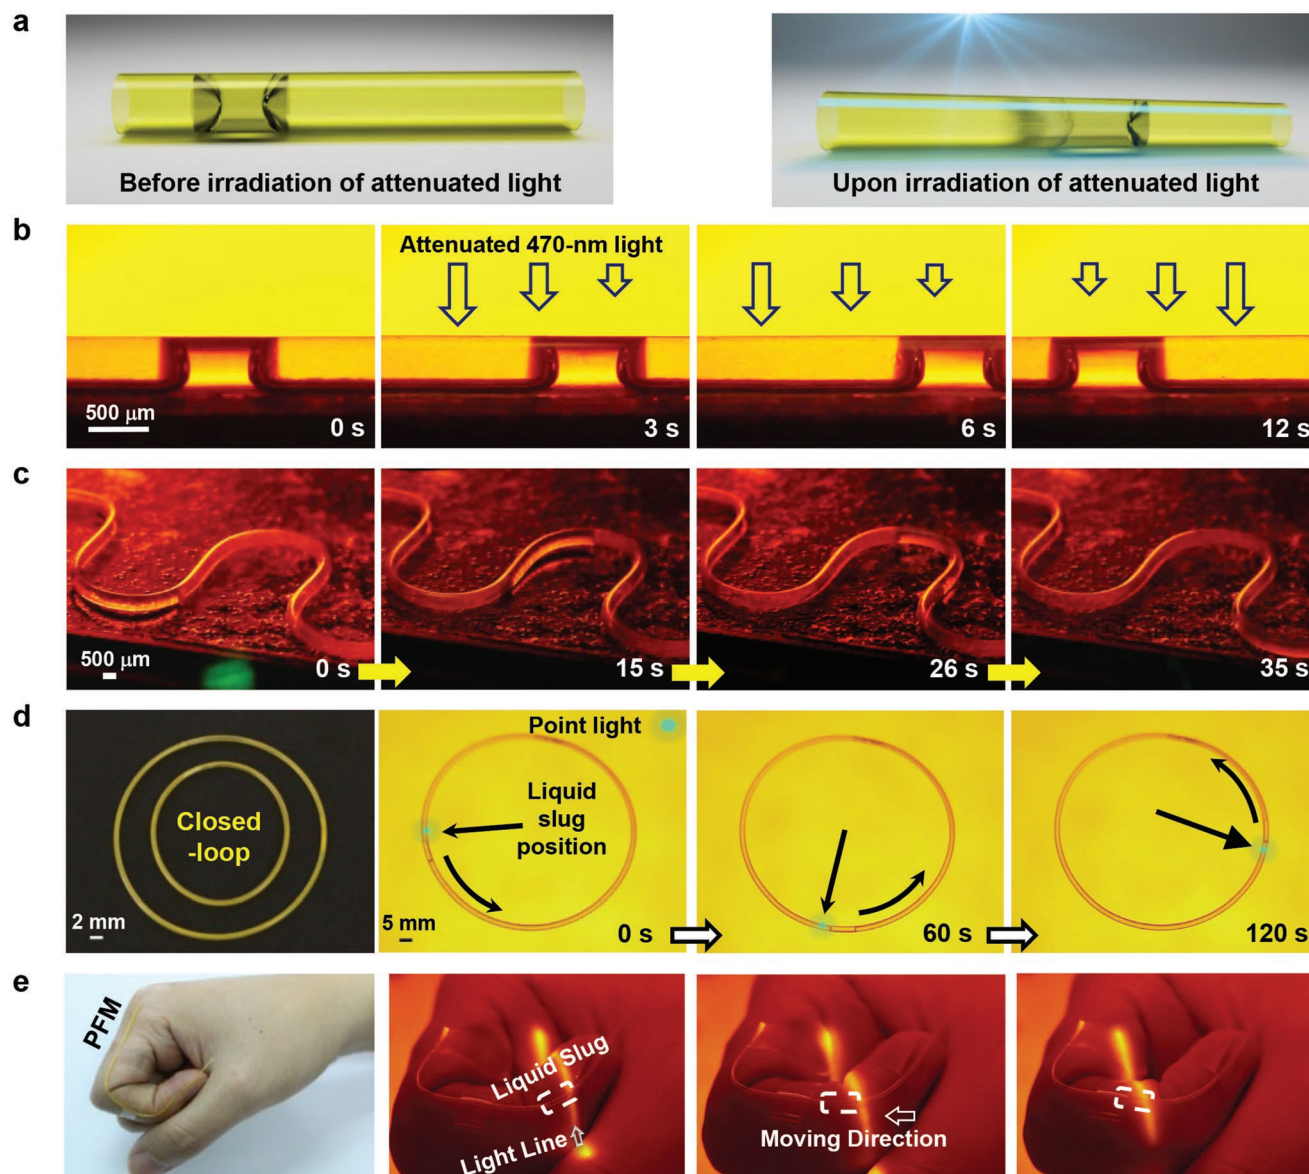 a
Before irradiation of attenuated light
Upon irradiation of attenuated light
b
Attenuated 470-nm light
500 μm
0 s
3 s
6 s
12 s
c
500 μm
0 s
15 s
26 s
35 s
d
Closed
-loop
2 mm
Point light
Liquid
slug
position
5 mm
0 s
60 s
120 s
e
PFM
Liquid Slug
Light Line
Moving Direction